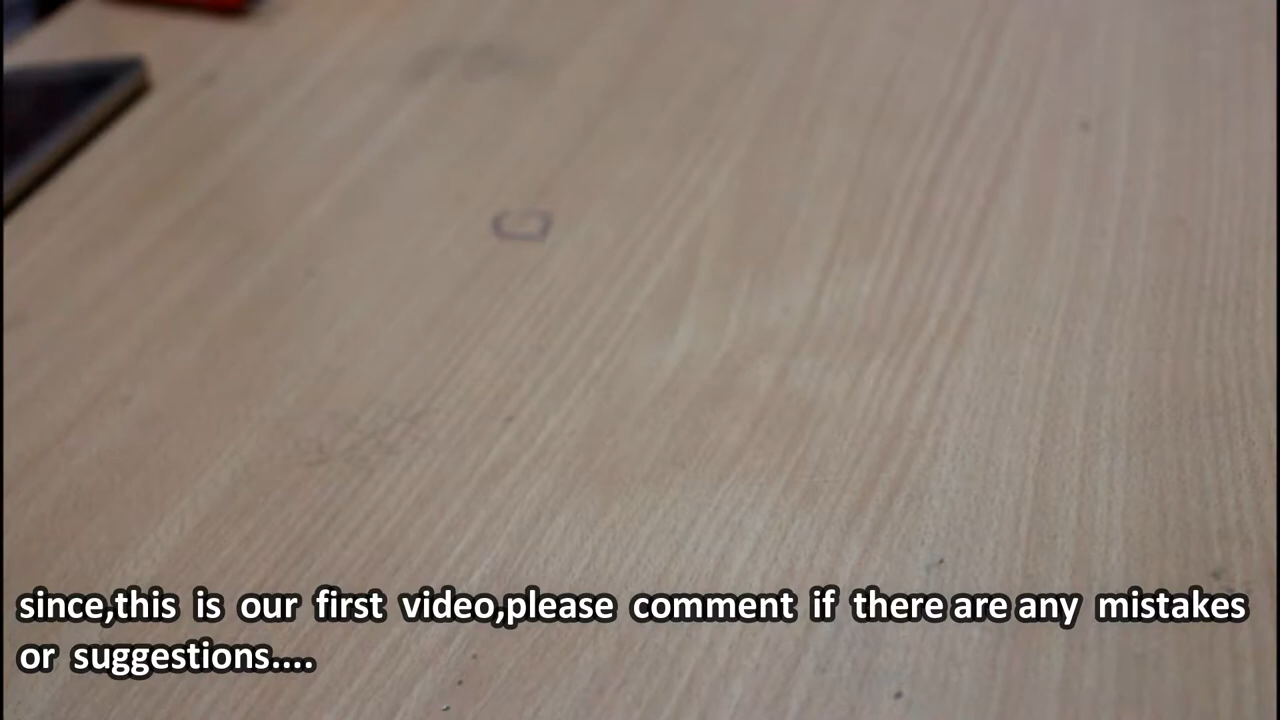 since,this is our first video,please comment if there are any mistakes
or suggestions....